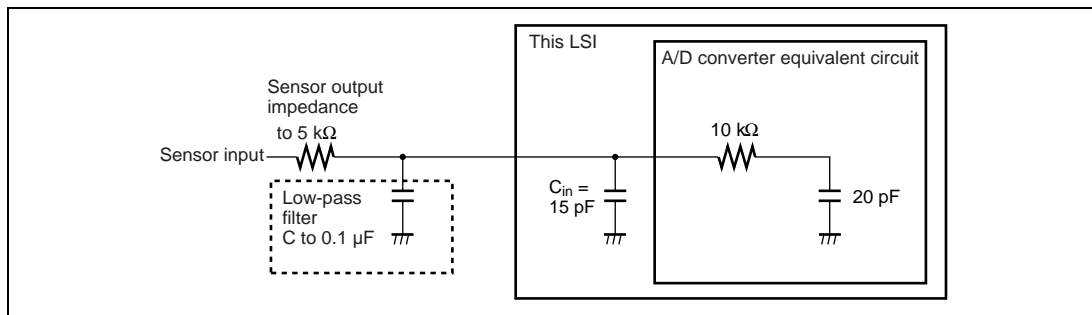 This LSI
A/D converter equivalent circuit
Sensor output
impedance
to 5 kΩ
10 kΩ
Sensor input
Low-pass
filter
C to 0.1 µF
Cin =
15 pF
20 pF